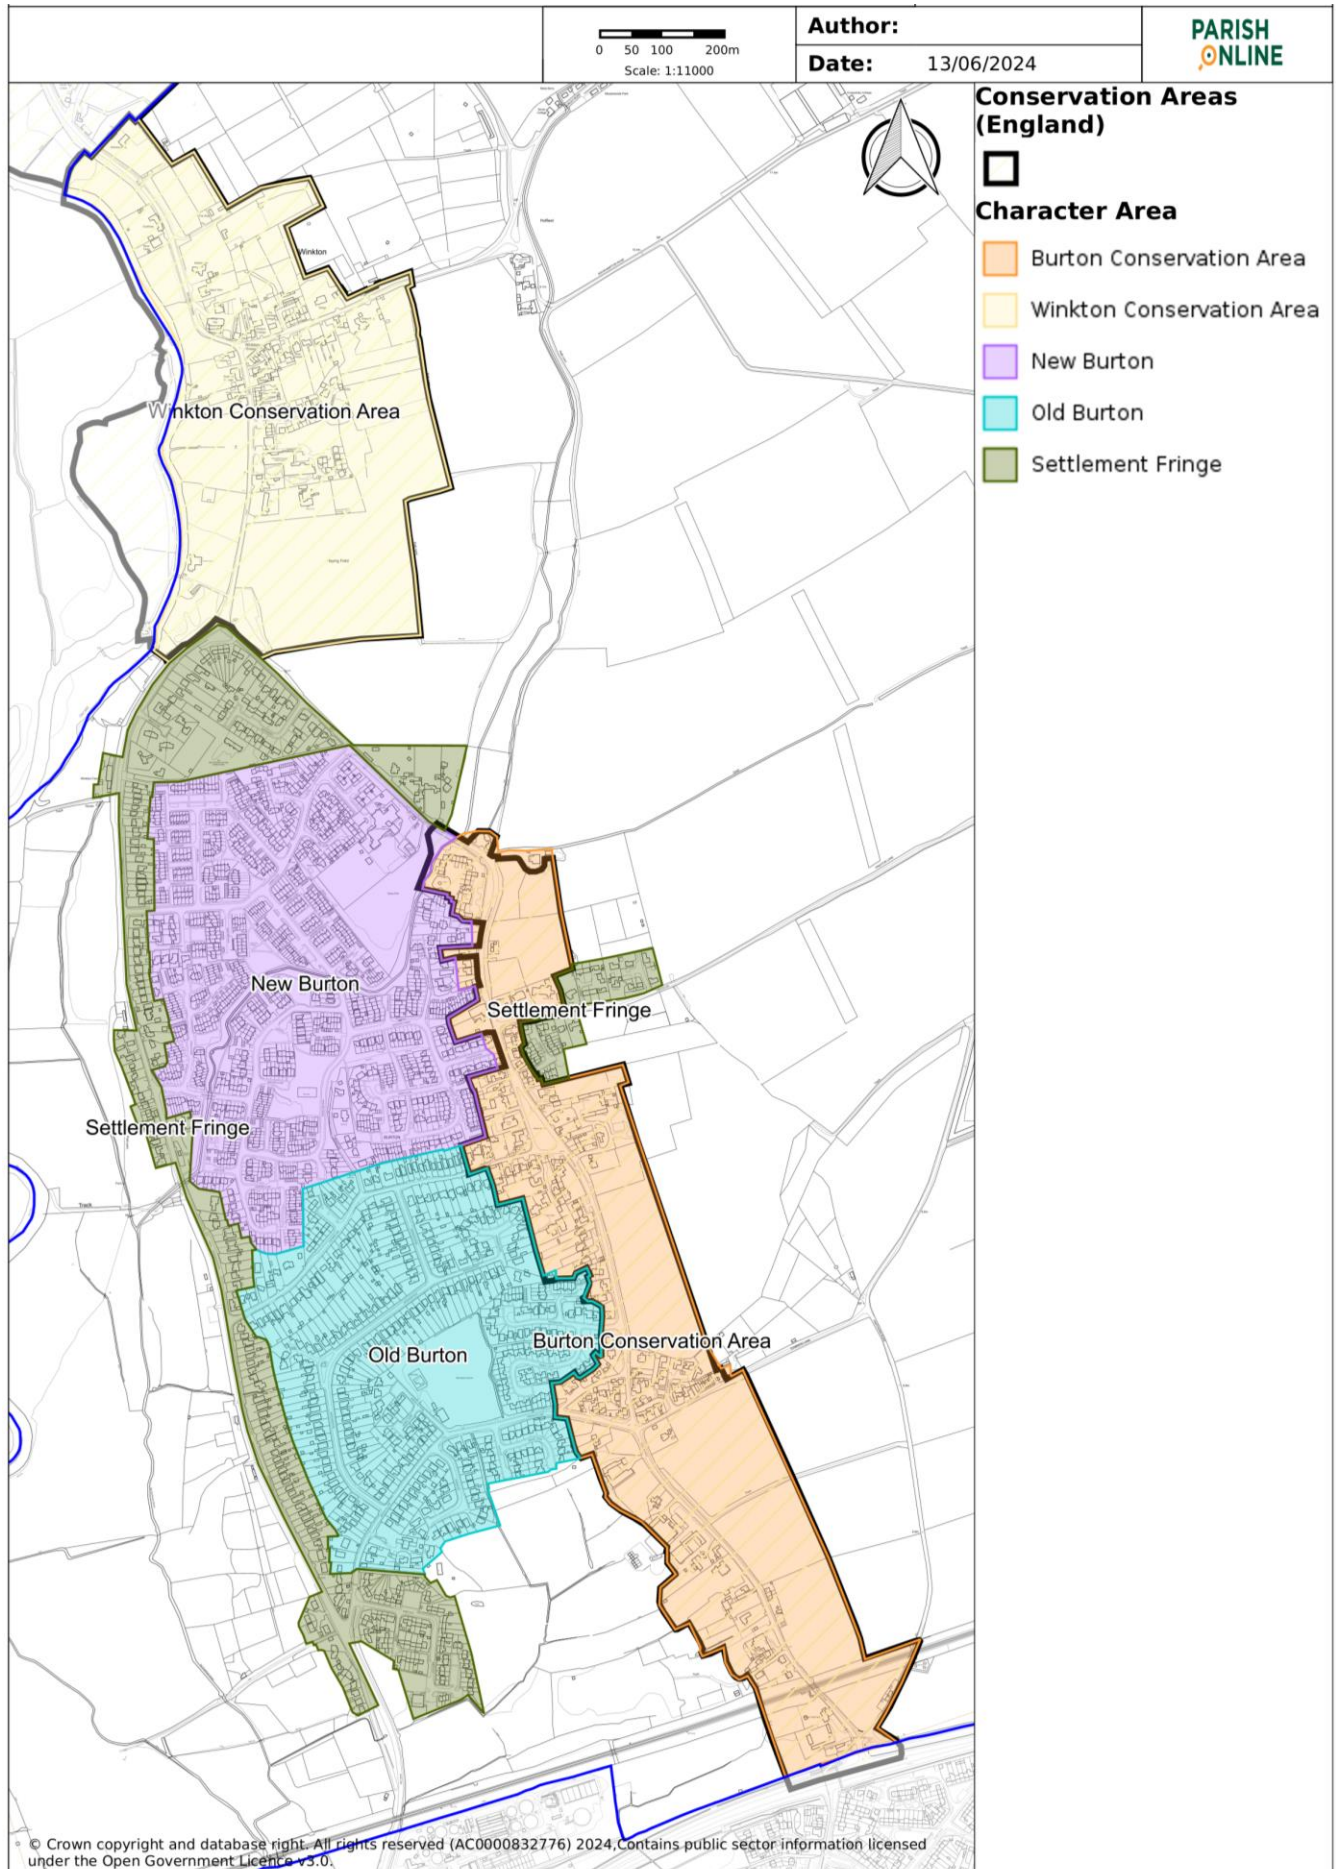 0 50 100 200m
Scale: 1:11000
Author:
Date: 13/06/2024
PARISH
ONLINE
Conservation Areas
(England)
Character Area
Burton Conservation Area
Winkton Conservation Area
New Burton
Old Burton
Settlement Fringe
Winkton
Winkton Conservation Area
New Burton
Settlement Fringe
Settlement Fringe
BURTON
Track
Burton Conservation Area
Old Burton
© Crown copyright and database right. All rights reserved (AC0000832776) 2024,Contains public sector information licensed
under the Open Government Licence v3.0.